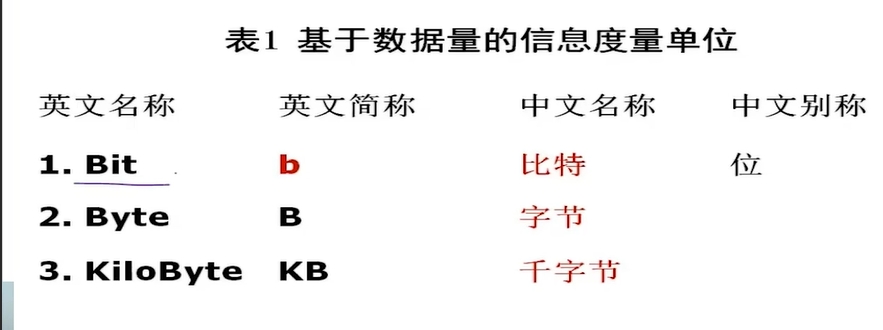 表1 基于数据量的信息度量单位
英文名称 英文简称 中文名称 中文别称
1. Bit b 比特 位
2. Byte B 字节
3. KiloByte KB 千字节